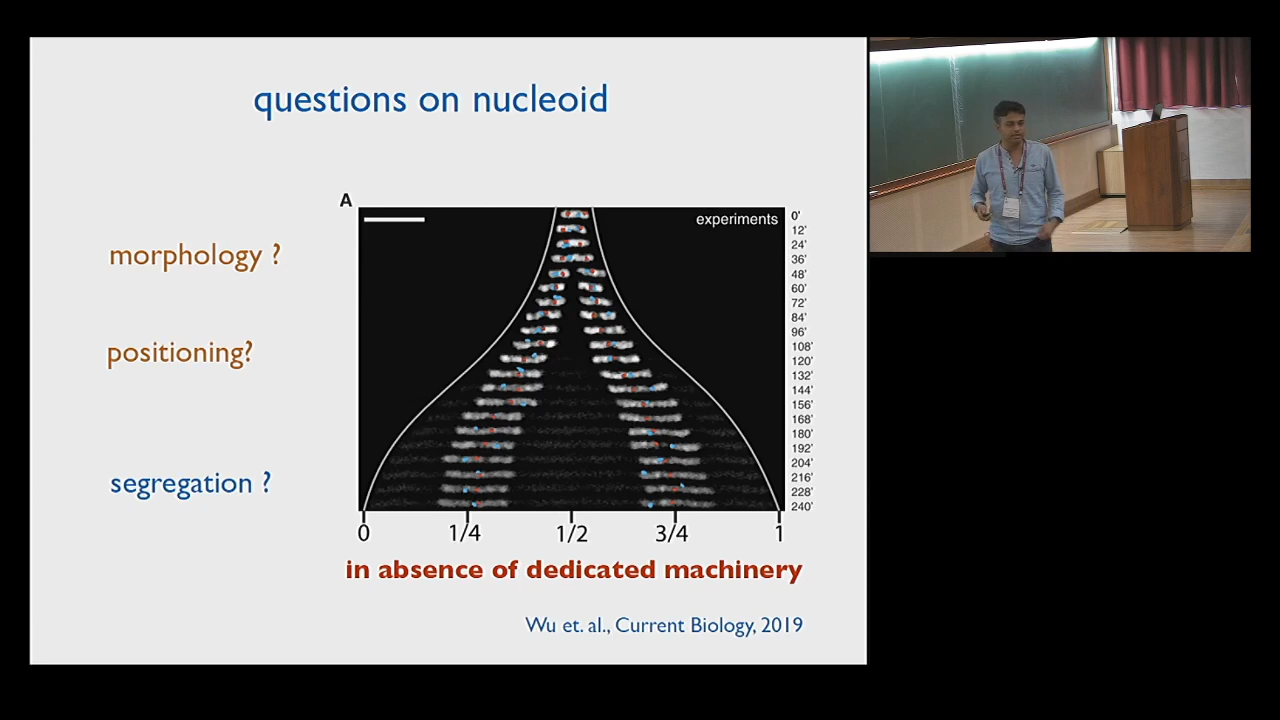 questions on nucleoid
morphology ?
positioning?
segregation ?
A
experiments
0'
12'
24'
36'
48'
60'
72'
84'
96'
108'
120'
132'
144'
156'
168'
180'
192'
204'
216'
228'
240'
0 1/4 1/2 3/4 1
in absence of dedicated machinery
Wu et. al., Current Biology, 2019